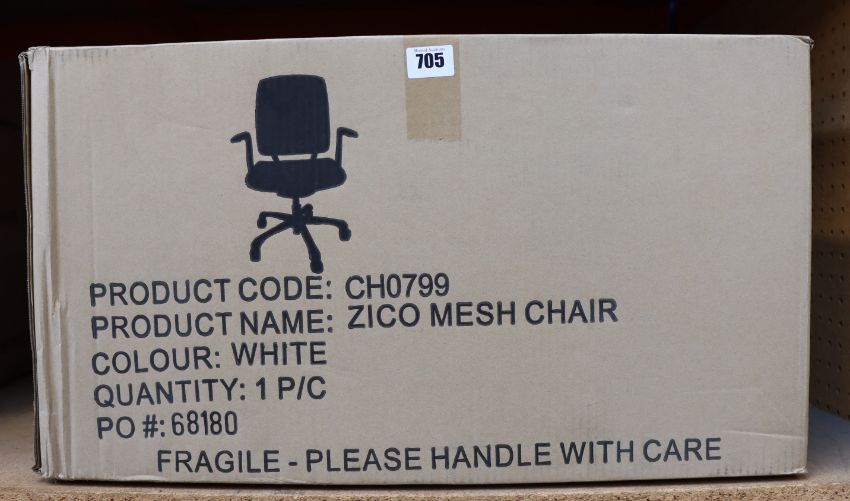 705
PRODUCT CODE: CH0799
PRODUCT NAME: ZICO MESH CHAIR
COLOUR: WHITE
QUANTITY: 1 P/C
PO #: 68180
FRAGILE - PLEASE HANDLE WITH CARE